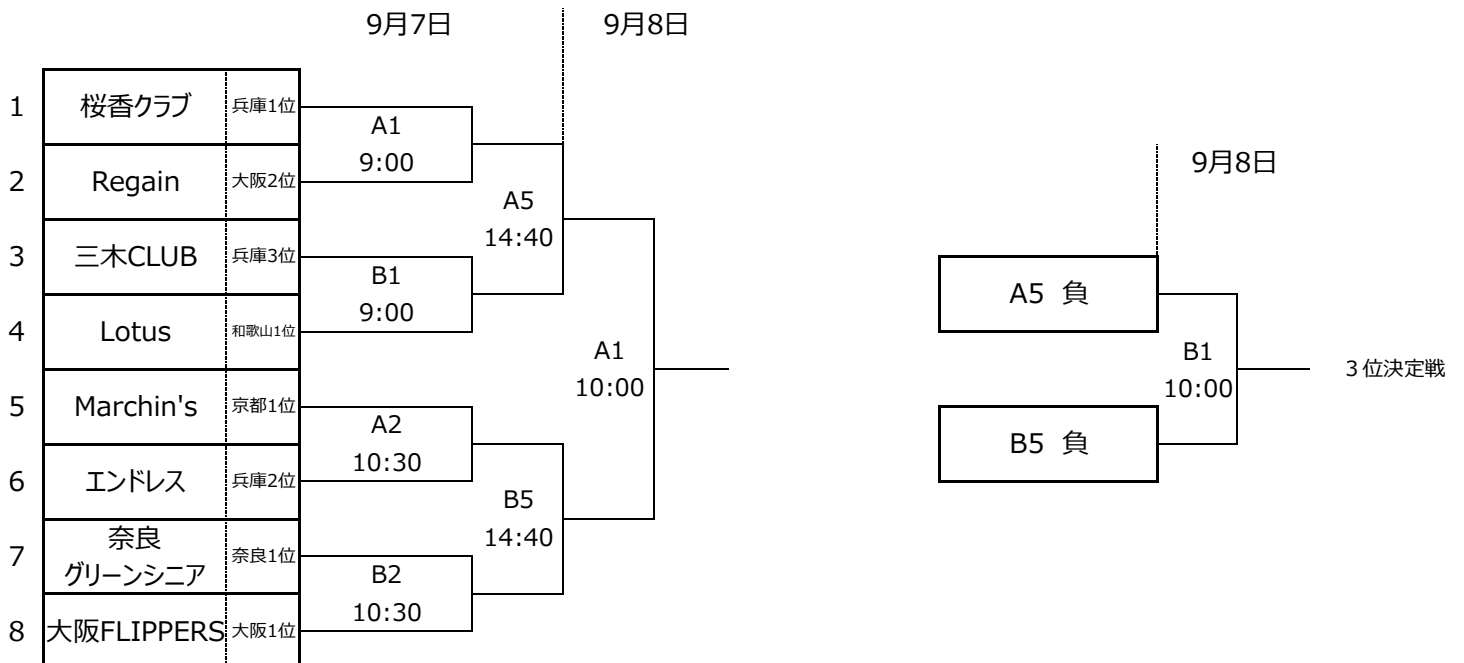 9月7日
9月8日
1 桜香クラブ 兵庫1位
A1
9:00
2 Regain 大阪2位
A5
14:40
3 三木CLUB 兵庫3位
B1
9:00
4 Lotus 和歌山1位
A1
10:00
5 Marchin's 京都1位
A2
10:30
6 エンドレス 兵庫2位
B5
14:40
7 奈良
グリーンシニア 奈良1位
B2
10:30
8 大阪FLIPPERS 大阪1位
9月8日
A5 負
B1
10:00
3位決定戦
B5 負